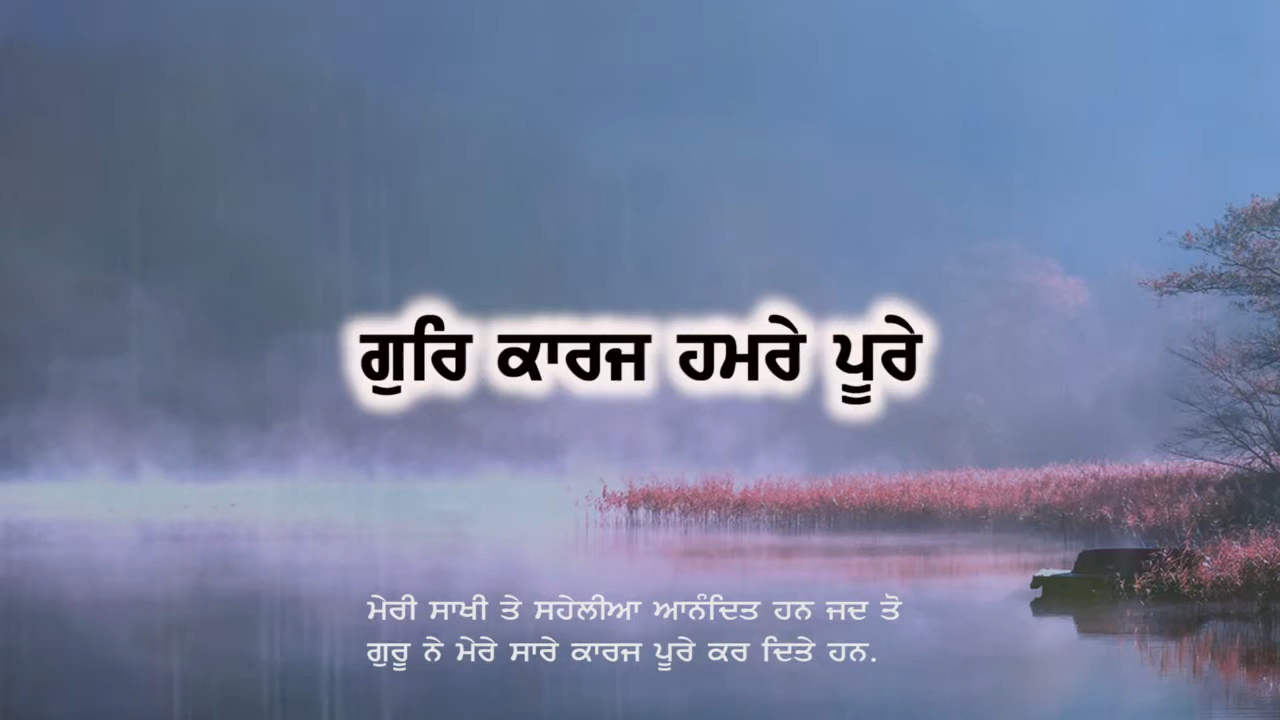 ਗੁਰਿ ਕਾਰਜ ਹਮਰੇ ਪੂਰੇ
ਮੇਰੀ ਸਾਖੀ ਤੇ ਸਹੇਲੀਆ ਆਨੰਦਿਤ ਹਨ ਜਦ ਤੋ
ਗੁਰੂ ਨੇ ਮੇਰੇ ਸਾਰੇ ਕਾਰਜ ਪੂਰੇ ਕਰ ਦਿਤੇ ਹਨ.